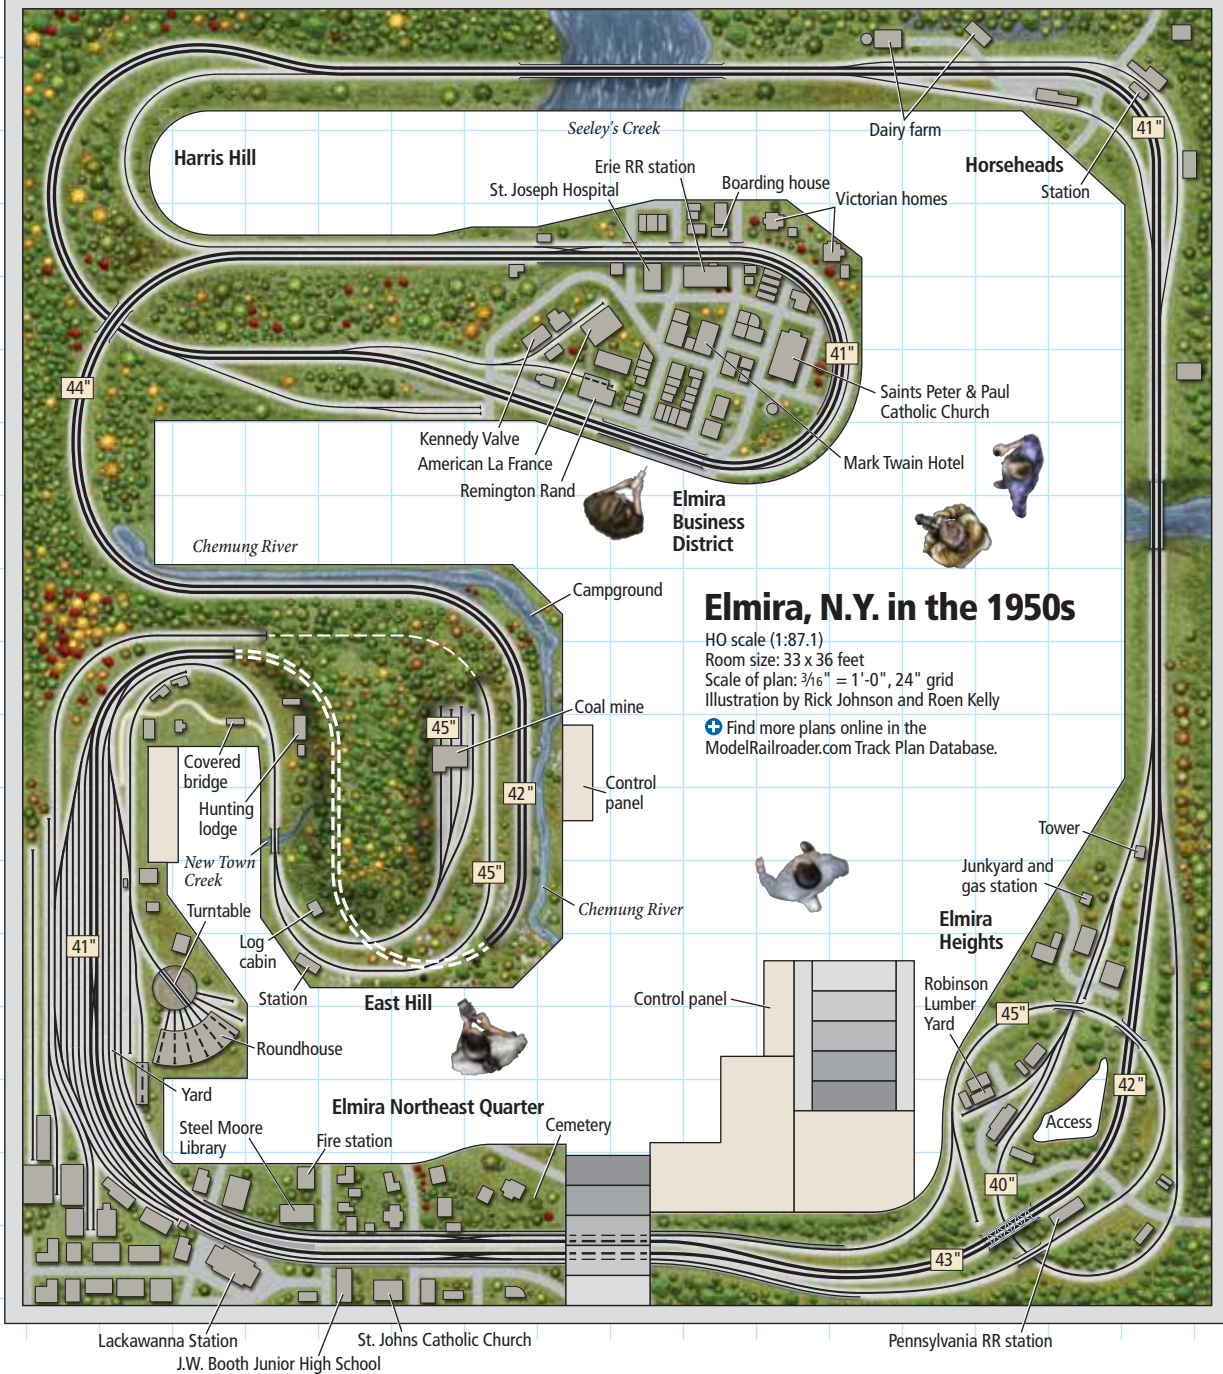 Seeley's Creek
Harris Hill
Dairy farm
41"
Horseheads
Station
Erie RR station
St. Joseph Hospital
Boarding house
Victorian homes
44"
41"
Saints Peter & Paul
Catholic Church
Kennedy Valve
American La France
Remington Rand
Mark Twain Hotel
Elmira
Business
District
Chemung River
Campground
Elmira, N.Y. in the 1950s
HO scale (1:87.1)
Room size: 33 x 36 feet
Scale of plan: 3/16" = 1'-0", 24" grid
Illustration by Rick Johnson and Roen Kelly
Find more plans online in the
ModelRailroader.com Track Plan Database.
45"
Coal mine
Covered
bridge
Hunting
lodge
42"
Control
panel
New Town
Creek
45"
Turntable
Chemung River
Log
cabin
41"
Station
East Hill
Roundhouse
Yard
Tower
Junkyard and
gas station
Elmira
Heights
Robinson
Lumber
Yard
45"
Control panel
42"
Access
Elmira Northeast Quarter
Steel Moore
Library
Fire station
Cemetery
40"
43"
Lackawanna Station
J.W. Booth Junior High School
St. Johns Catholic Church
Pennsylvania RR station